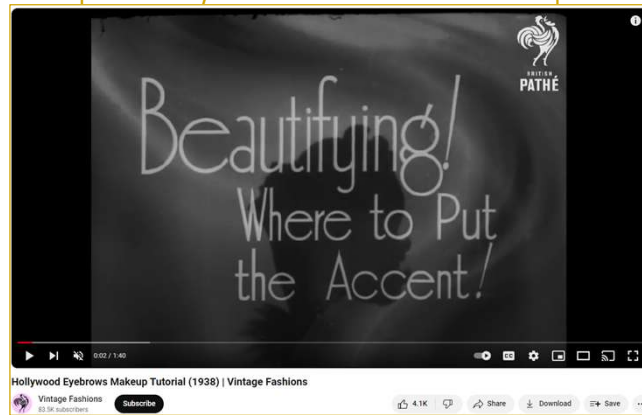 BRITISH
PATHÉ
Beautifying!
Where to Put
the Accent!
0:02 / 1:40
CC
Hollywood Eyebrows Makeup Tutorial (1938) | Vintage Fashions
Vintage Fashions
83.5K subscribers
Subscribe
4.1K
Share
Download
Save